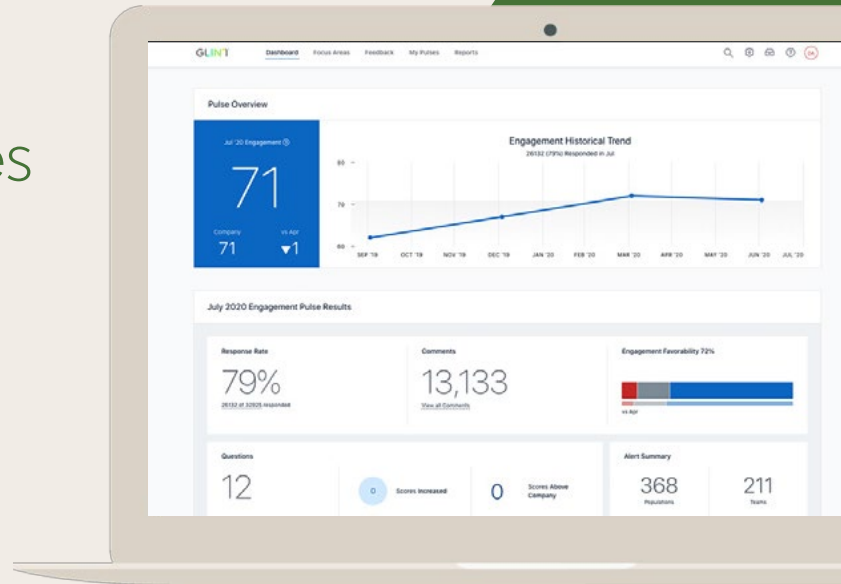 es
GLINT Dashboard Focus Areas Feedback My Pulses Reports
Pulse Overview
Jul '20 Engagement
71
Company vs Apr
71 ▼1
Engagement Historical Trend
26132 (79%) Responded in Jul
80
70
60
SEP '19 OCT '19 NOV '19 DEC '19 JAN '20 FEB '20 MAR '20 APR '20 MAY '20 JUN '20 JUL '20
July 2020 Engagement Pulse Results
Response Rate
79%
26132 of 32925 responded
Comments
13,133
View all Comments
Engagement Favorability 72%
vs Apr
Questions
12
0 Scores Increased
0 Scores Above
Company
Alert Summary
368
Populations
211
Teams